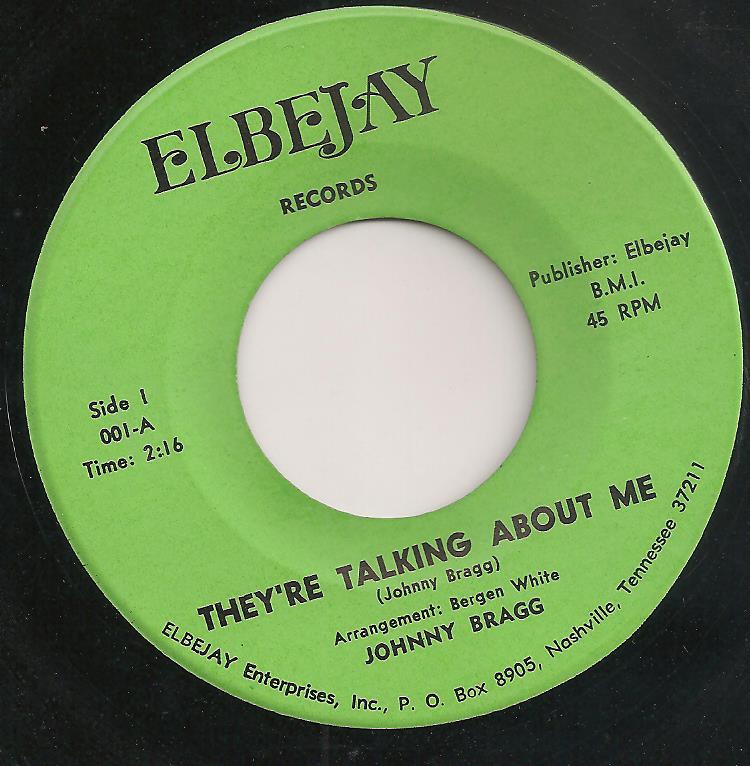 ELBEJAY
RECORDS
Publisher: Elbejay
B.M.I.
45 RPM
Side 1
001-A
Time: 2:16
THEY'RE TALKING ABOUT ME
(Johnny Bragg)
Arrangement: Bergen White
JOHNNY BRAGG
ELBEJAY Enterprises, Inc., P. O. Box 8905, Nashville, Tennessee 37211